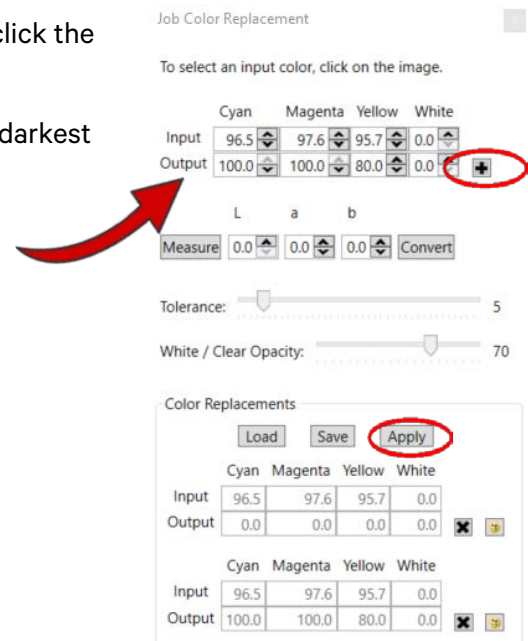 click the
darkest
Job Color Replacement
To select an input color, click on the image.
Cyan Magenta Yellow White
Input 96.5 97.6 95.7 0.0
Output 100.0 100.0 80.0 0.0
L a b
Measure 0.0 0.0 0.0 Convert
Tolerance: 5
White / Clear Opacity: 70
Color Replacements
Load Save Apply
Cyan Magenta Yellow White
Input 96.5 97.6 95.7 0.0
Output 0.0 0.0 0.0 0.0
Cyan Magenta Yellow White
Input 96.5 97.6 95.7 0.0
Output 100.0 100.0 80.0 0.0